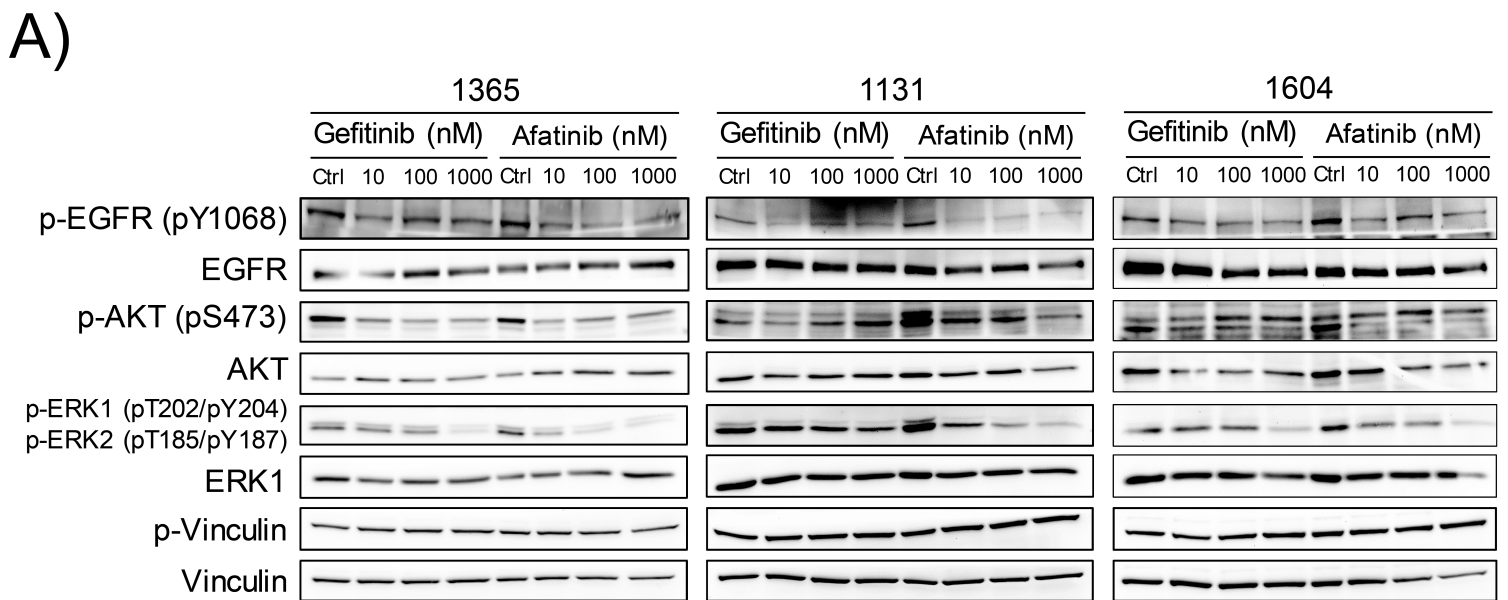 A)
1365 1131 1604
Gefitinib (nM) Afatinib (nM) Gefitinib (nM) Afatinib (nM) Gefitinib (nM) Afatinib (nM)
Ctrl 10 100 1000 Ctrl 10 100 1000 Ctrl 10 100 1000 Ctrl 10 100 1000 Ctrl 10 100 1000 Ctrl 10 100 1000
p-EGFR (pY1068)
EGFR
p-AKT (pS473)
AKT
p-ERK1 (pT202/pY204)
p-ERK2 (pT185/pY187)
ERK1
p-Vinculin
Vinculin